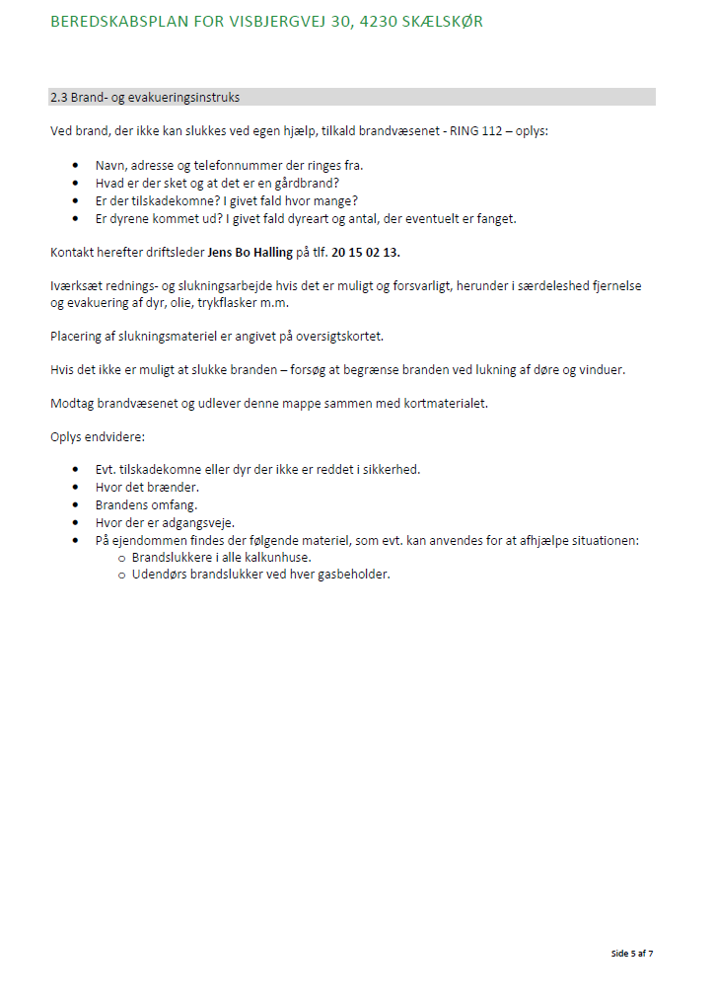 BEREDSKABSPLAN FOR VISBJERGVEJ 30, 4230 SKÆLSKØR
2.3 Brand- og evakueringsinstruks
Ved brand, der ikke kan slukkes ved egen hjælp, tilkald brandvæsenet - RING 112 – oplys:
• Navn, adresse og telefonnummer der ringes fra.
• Hvad er der sket og at det er en gårdbrand?
• Er der tilskadekomne? I givet fald hvor mange?
• Er dyrene kommet ud? I givet fald dyreart og antal, der eventuelt er fanget.
Kontakt herefter driftsleder Jens Bo Halling på tlf. 20 15 02 13.
Iværksæt rednings- og slukningsarbejde hvis det er muligt og forsvarligt, herunder i særdeleshed fjernelse
og evakuering af dyr, olie, trykflasker m.m.
Placering af slukningsmateriel er angivet på oversigtskortet.
Hvis det ikke er muligt at slukke branden – forsøg at begrænse branden ved lukning af døre og vinduer.
Modtag brandvæsenet og udlever denne mappe sammen med kortmaterialet.
Oplys endvidere:
• Evt. tilskadekomne eller dyr der ikke er reddet i sikkerhed.
• Hvor det brænder.
• Brandens omfang.
• Hvor der er adgangsveje.
• På ejendommen findes der følgende materiel, som evt. kan anvendes for at afhjælpe situationen:
o Brandslukkere i alle kalkunhuse.
o Udendørs brandslukker ved hver gasbeholder.
Side 5 af 7